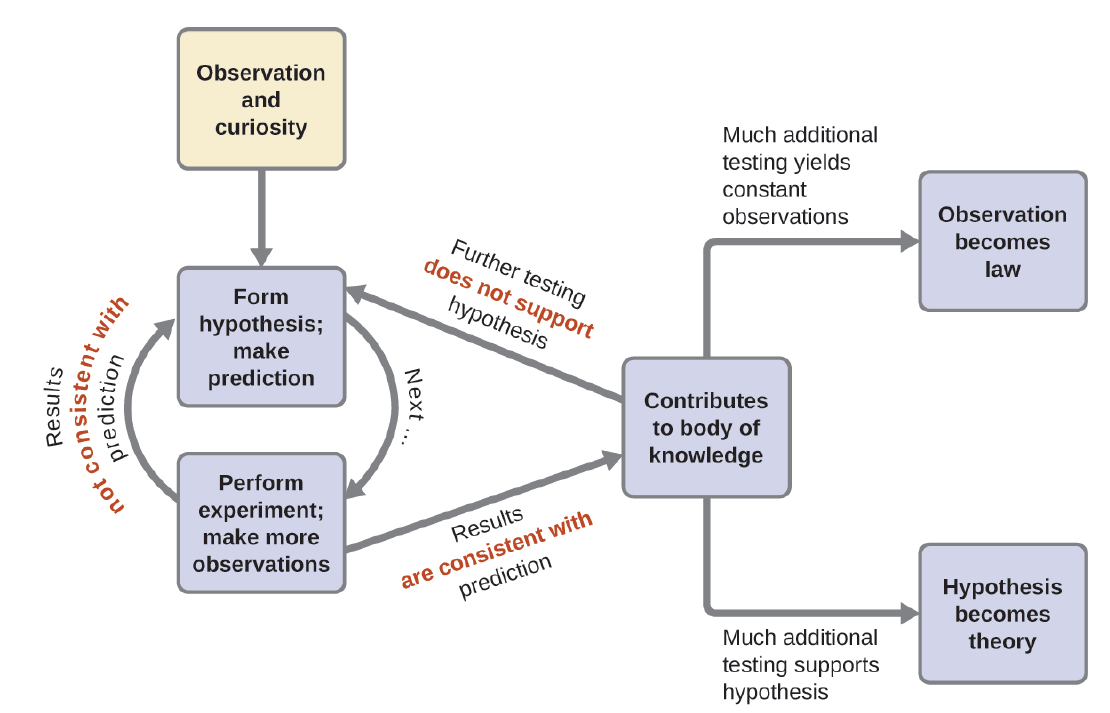 Observation
and
curiosity
Form
hypothesis;
make
prediction
Results
not consistent with
prediction
Next ...
Perform
experiment;
make more
observations
Further testing
does not support
hypothesis
Results
are consistent with
prediction
Contributes
to body of
knowledge
Much additional
testing yields
constant
observations
Observation
becomes
law
Much additional
testing supports
hypothesis
Hypothesis
becomes
theory